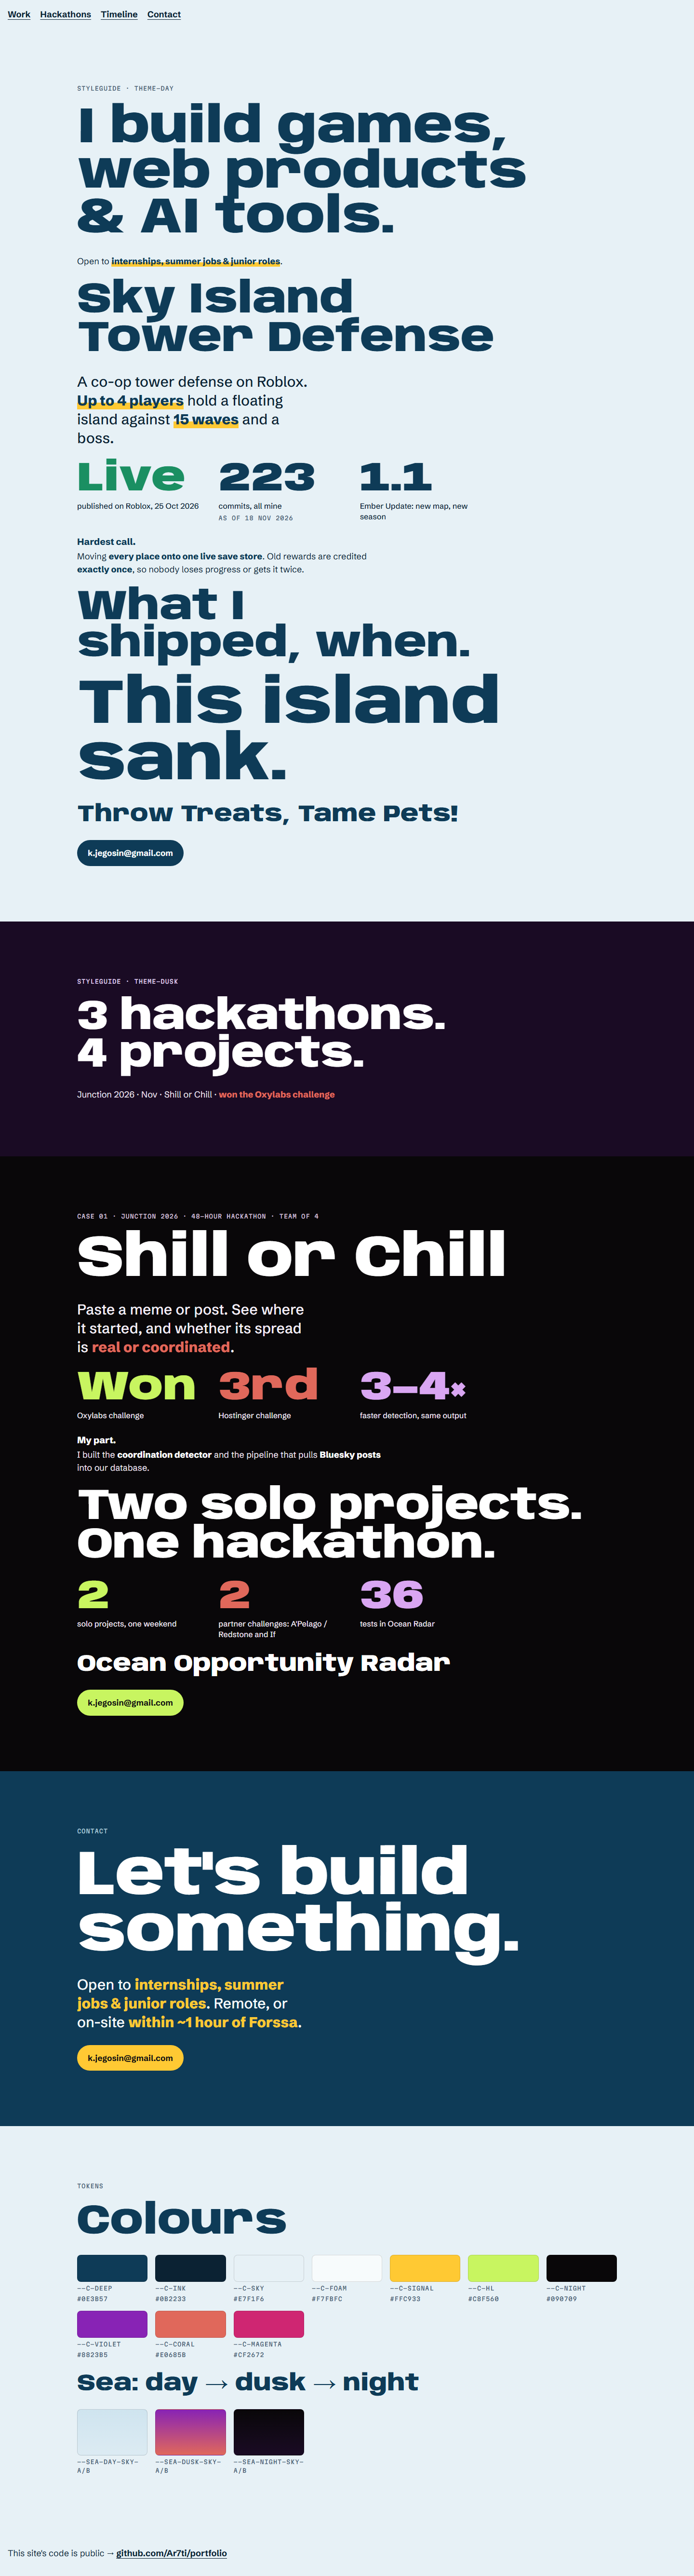 Work Hackathons Timeline Contact
STYLEGUIDE · THEME-DAY
I build games,
web products
& AI tools.
Open to internships, summer jobs & junior roles.
Sky Island
Tower Defense
A co-op tower defense on Roblox.
Up to 4 players hold a floating
island against 15 waves and a
boss.
Live 223 1.1
published on Roblox, 25 Oct 2026 commits, all mine Ember Update: new map, new
AS OF 18 NOV 2026 season
Hardest call.
Moving every place onto one live save store. Old rewards are credited
exactly once, so nobody loses progress or gets it twice.
What I
shipped, when.
This island
sank.
Throw Treats, Tame Pets!
k.jegosin@gmail.com
STYLEGUIDE · THEME-DUSK
3 hackathons.
4 projects.
Junction 2026 · Nov · Shill or Chill · won the Oxylabs challenge
CASE 01 · JUNCTION 2026 · 48-HOUR HACKATHON · TEAM OF 4
Shill or Chill
Paste a meme or post. See where
it started, and whether its spread
is real or coordinated.
Won 3rd 3–4×
Oxylabs challenge Hostinger challenge faster detection, same output
My part.
I built the coordination detector and the pipeline that pulls Bluesky posts
into our database.
Two solo projects.
One hackathon.
2 2 36
solo projects, one weekend partner challenges: A'Pelago / tests in Ocean Radar
Redstone and If
Ocean Opportunity Radar
k.jegosin@gmail.com
CONTACT
Let's build
something.
Open to internships, summer
jobs & junior roles. Remote, or
on-site within ~1 hour of Forssa.
k.jegosin@gmail.com
TOKENS
Colours
--C-DEEP --C-INK --C-SKY --C-FOAM --C-SIGNAL --C-HL --C-NIGHT
#0E3857 #0B2233 #E7F1F6 #F7FBFC #FFC933 #C8F560 #090709
--C-VIOLET --C-CORAL --C-MAGENTA
#8823B5 #E0685B #CF2672
Sea: day → dusk → night
--SEA-DAY-SKY- --SEA-DUSK-SKY- --SEA-NIGHT-SKY-
A/B A/B A/B
This site's code is public → github.com/Ar7ti/portfolio